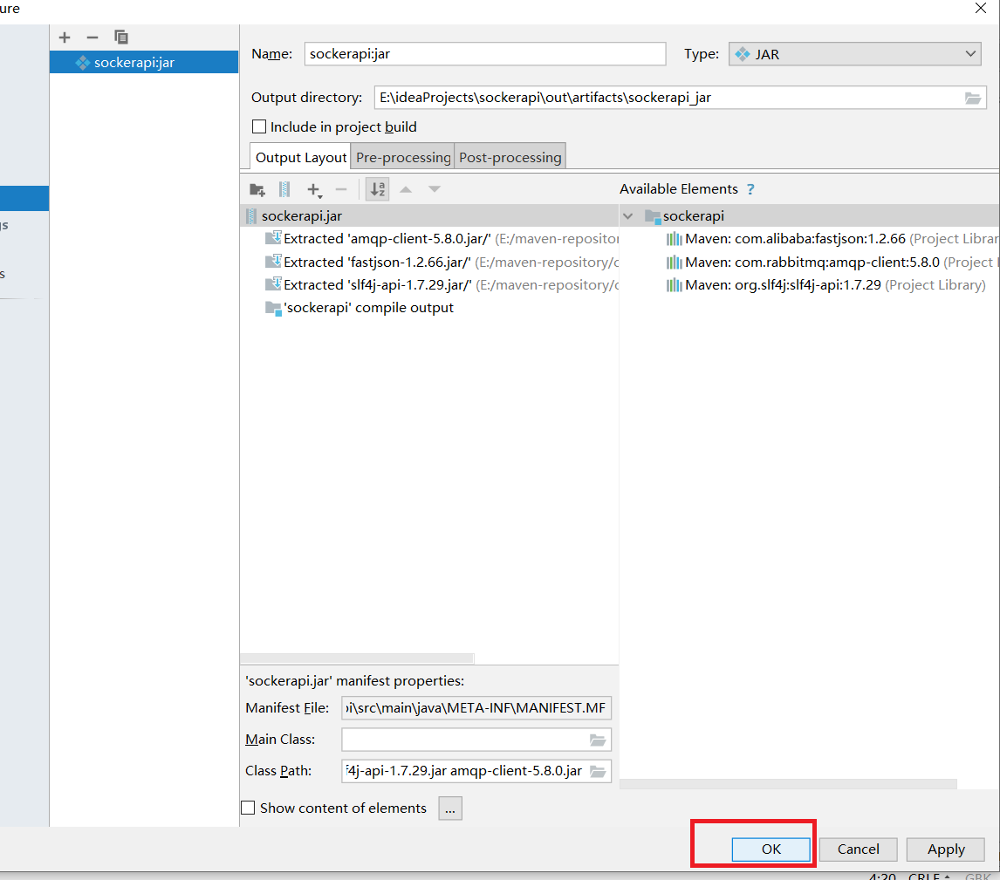 ure
sockerapi:jar
Name: sockerapi:jar Type: JAR
Output directory: E:\ideaProjects\sockerapi\out\artifacts\sockerapi_jar
Include in project build
Output Layout Pre-processing Post-processing
Available Elements ?
sockerapi.jar
Extracted 'amqp-client-5.8.0.jar/' (E:/maven-repositor
Extracted 'fastjson-1.2.66.jar/' (E:/maven-repository/c
Extracted 'slf4j-api-1.7.29.jar/' (E:/maven-repository/c
'sockerapi' compile output
sockerapi
Maven: com.alibaba:fastjson:1.2.66 (Project Librar
Maven: com.rabbitmq:amqp-client:5.8.0 (Project l
Maven: org.slf4j:slf4j-api:1.7.29 (Project Library)
'sockerapi.jar' manifest properties:
Manifest File: pi\src\main\java\META-INF\MANIFEST.MF
Main Class:
Class Path: f4j-api-1.7.29.jar amqp-client-5.8.0.jar
Show content of elements ...
OK Cancel Apply
4:20 CRLF GBK